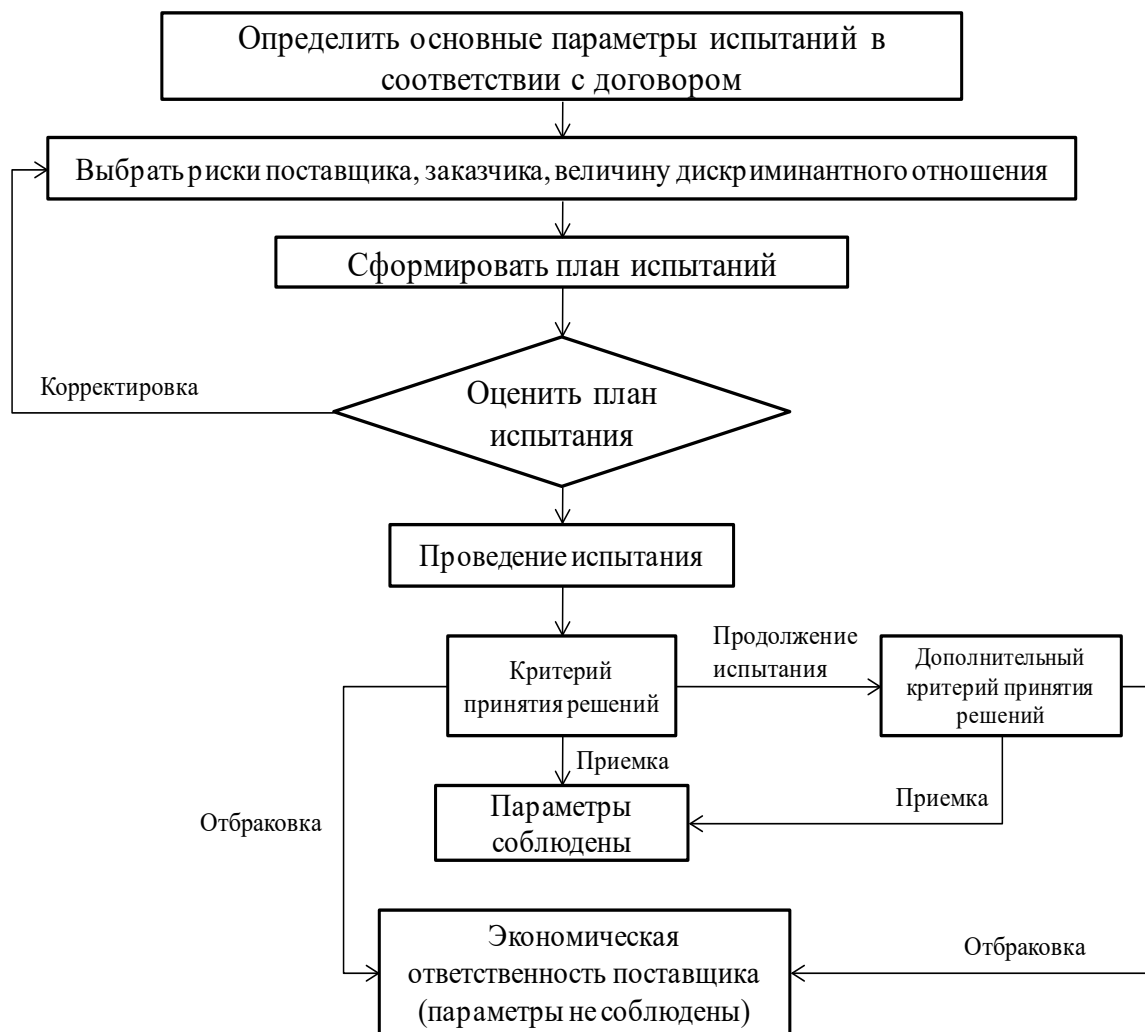 Определить основные параметры испытаний в
соответствии с договором
Выбрать риски поставщика, заказчика, величину дискриминантного отношения
Сформировать план испытаний
Корректировка
Оценить план
испытания
Проведение испытания
Критерий
принятия решений
Продолжение
испытания
Дополнительный
критерий принятия
решений
Приемка
Параметры
соблюдены
Приемка
Отбраковка
Экономическая
ответственность поставщика
(параметры не соблюдены)
Отбраковка